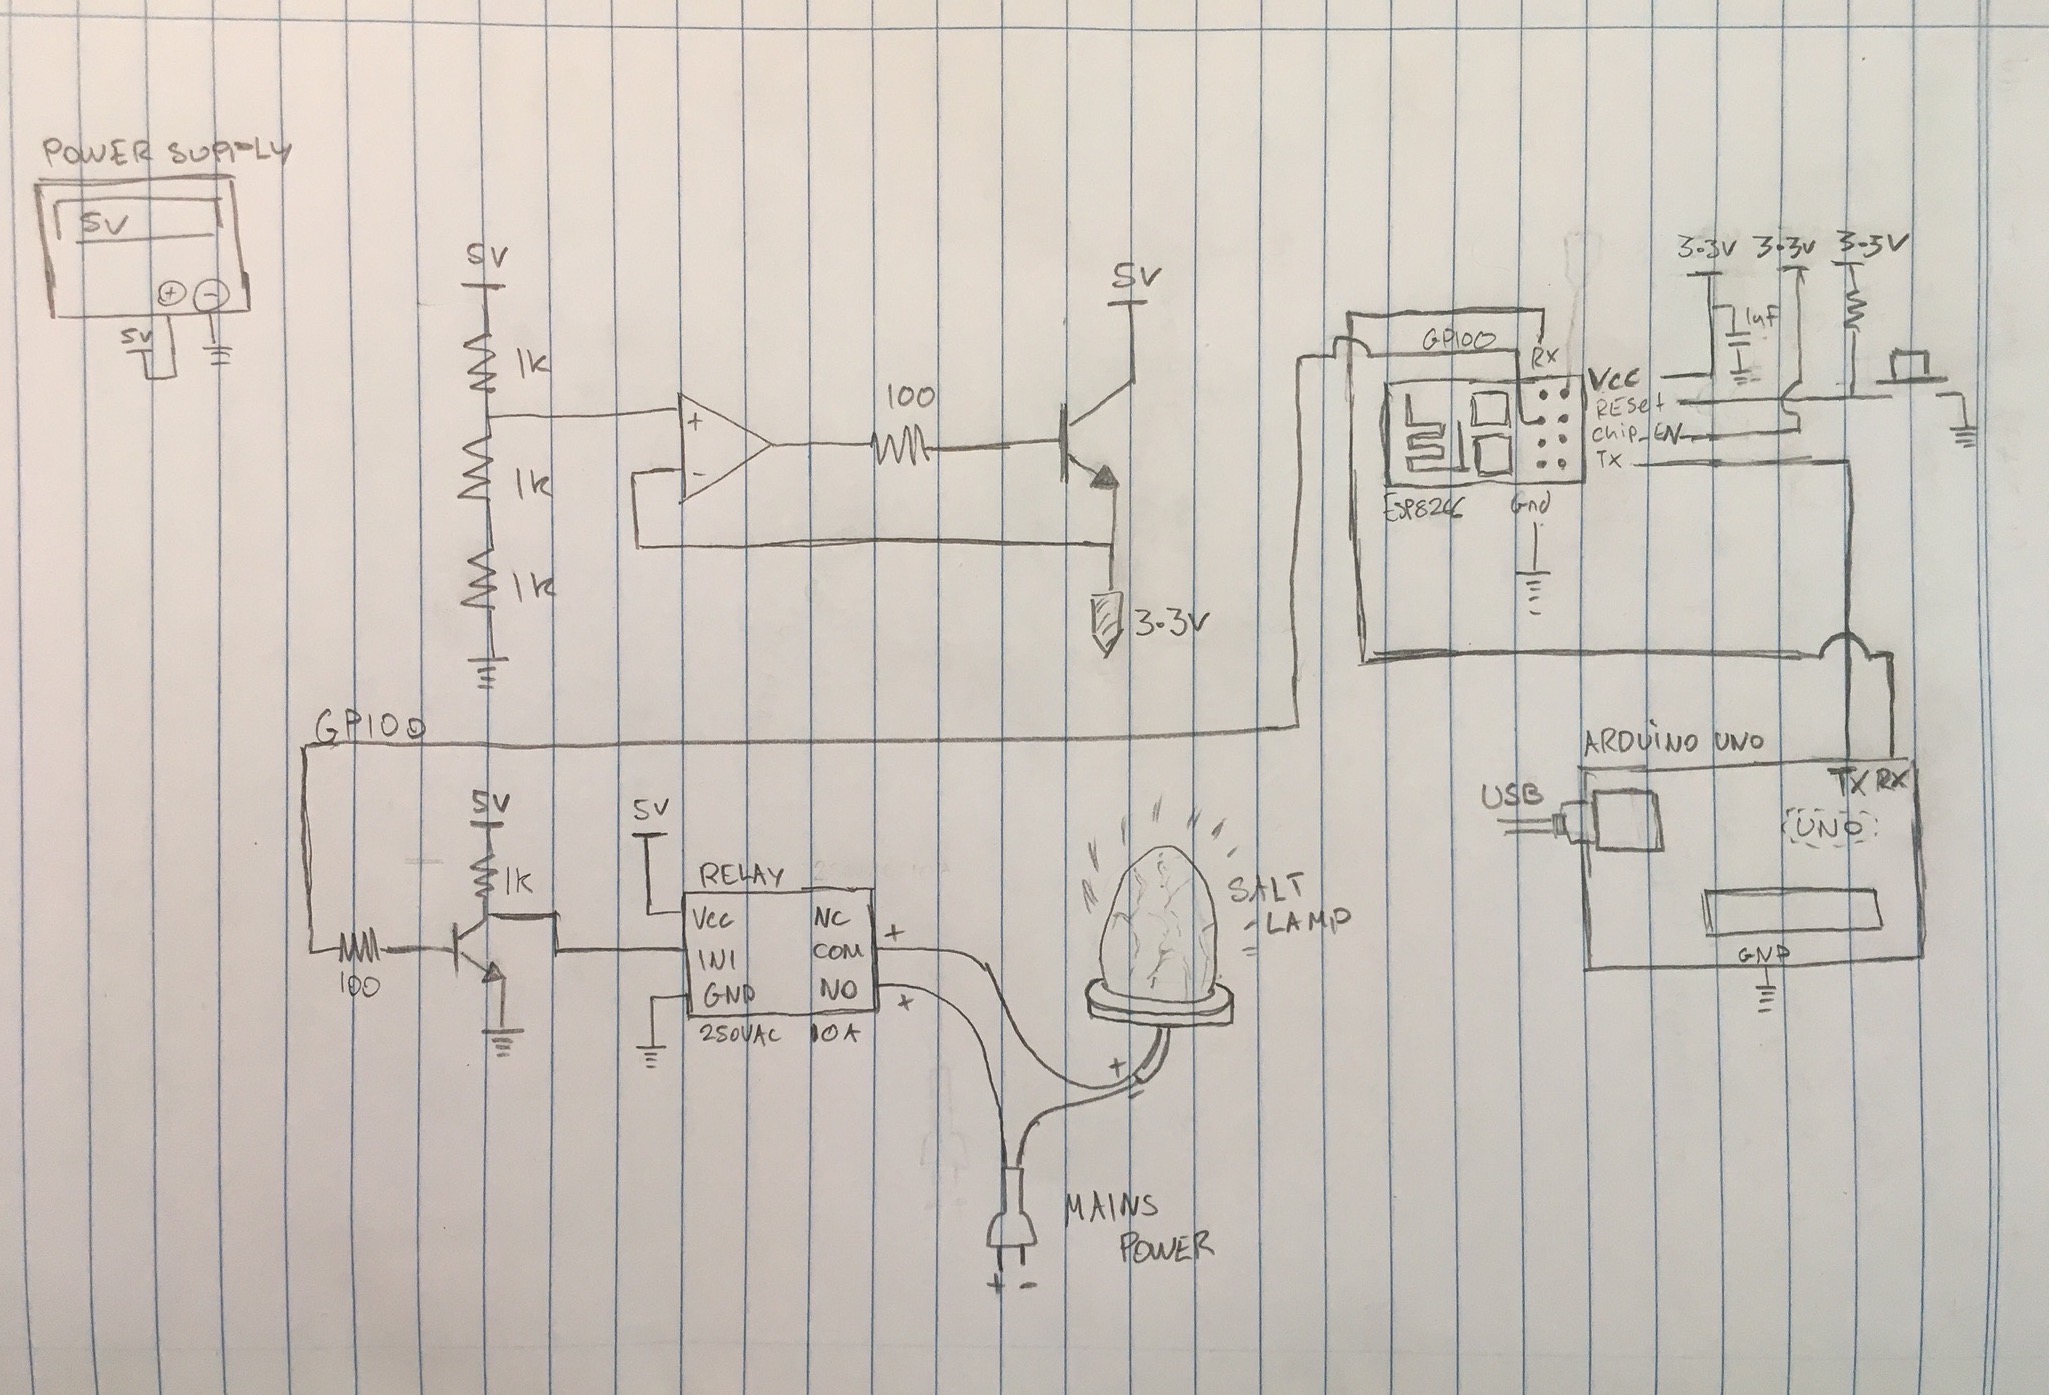 POWER SUPPLY
5V
+ -
5V
5V
1k
1k
1k
+
-
100
5V
3.3V
3.3V 3.3V 3.3V
1uF
GPIO0
RX
Vcc
RESet
Chip_EN
TX
ESP8266
Gnd
GPIO0
5V
1k
100
5V
RELAY
Vcc NC
IN1 COM
GND NO
250VAC 10A
+
+
+
-
SALT
LAMP
MAINS
POWER
+ -
ARDUINO UNO
TX RX
USB
UNO
GND